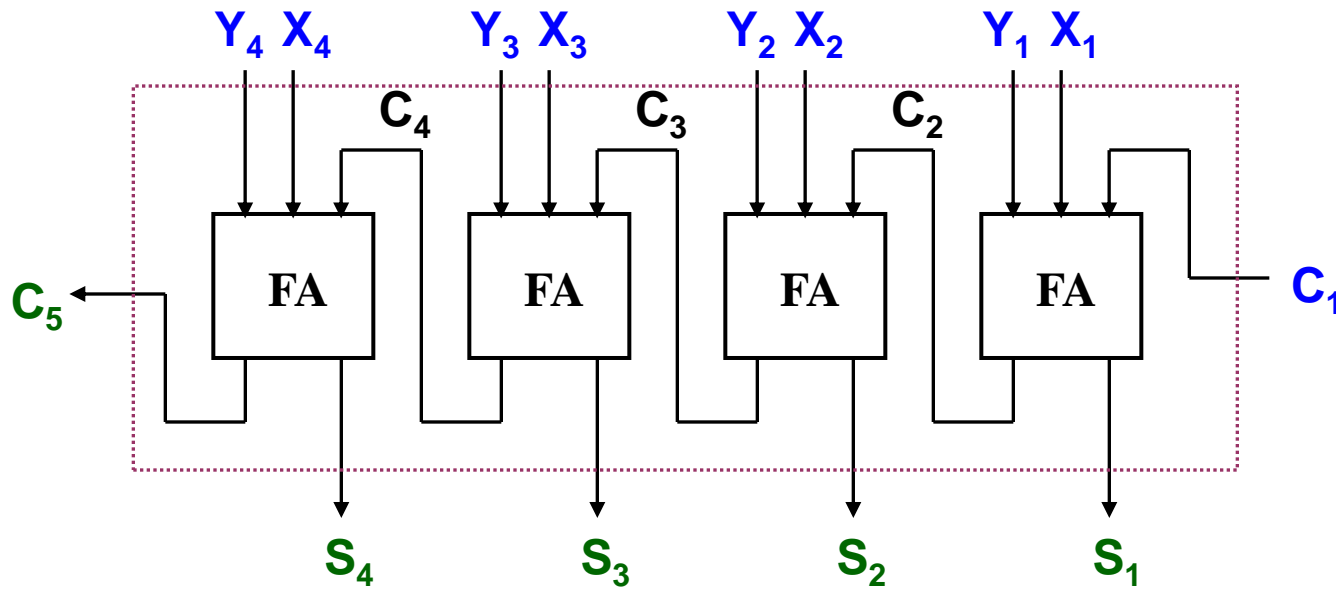 Y₄ X₄ Y₃ X₃ Y₂ X₂ Y₁ X₁
C₄ C₃ C₂
FA FA FA FA
C₅ C₁
S₄ S₃ S₂ S₁